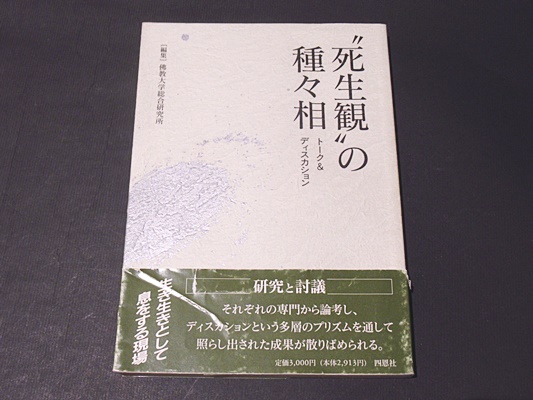 〝死生観〟の
種々相
トーク&
ディスカション
［編集］佛教大学総合研究所
研究と討議
それぞれの専門から論考し、
ディスカションという多層のプリズムを通して
照らし出された成果が散りばめられる。
定価3,000円（本体2,913円） 四恩社
生き生きとして
息をする現場